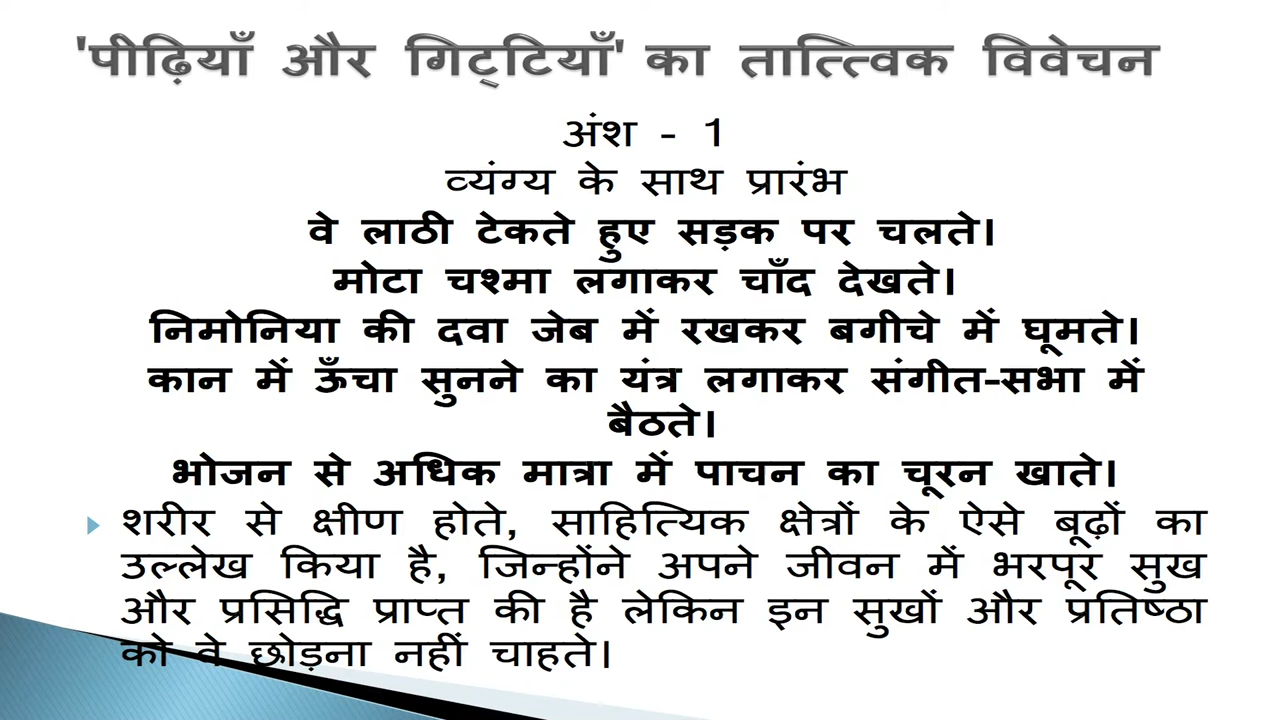 'पीढ़ियाँ और गिट्टियाँ' का तात्त्विक विवेचन
अंश - 1
व्यंग्य के साथ प्रारंभ
वे लाठी टेकते हुए सड़क पर चलते।
मोटा चश्मा लगाकर चाँद देखते।
निमोनिया की दवा जेब में रखकर बगीचे में घूमते।
कान में ऊँचा सुनने का यंत्र लगाकर संगीत-सभा में
बैठते।
भोजन से अधिक मात्रा में पाचन का चूरन खाते।
शरीर से क्षीण होते, साहित्यिक क्षेत्रों के ऐसे बूढ़ों का
उल्लेख किया है, जिन्होंने अपने जीवन में भरपूर सुख
और प्रसिद्धि प्राप्त की है लेकिन इन सुखों और प्रतिष्ठा
को वे छोड़ना नहीं चाहते।